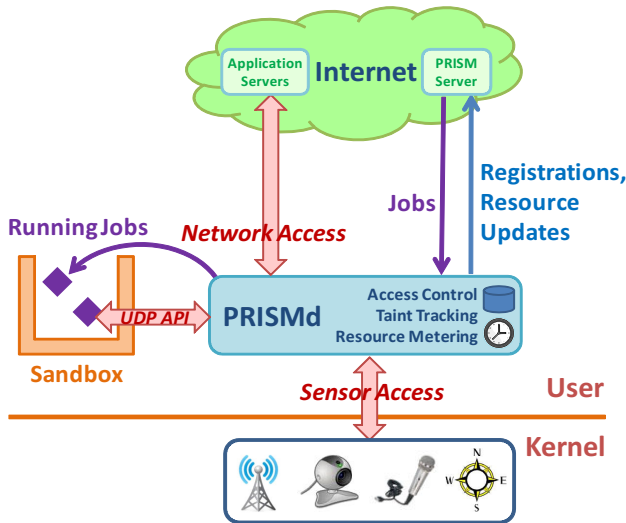 Application
Servers
Internet
PRISM
Server
Registrations,
Resource
Updates
Jobs
Running Jobs
Network Access
UDP API
PRISMd
Access Control
Taint Tracking
Resource Metering
Sandbox
Sensor Access
User
Kernel
N
W
E
S